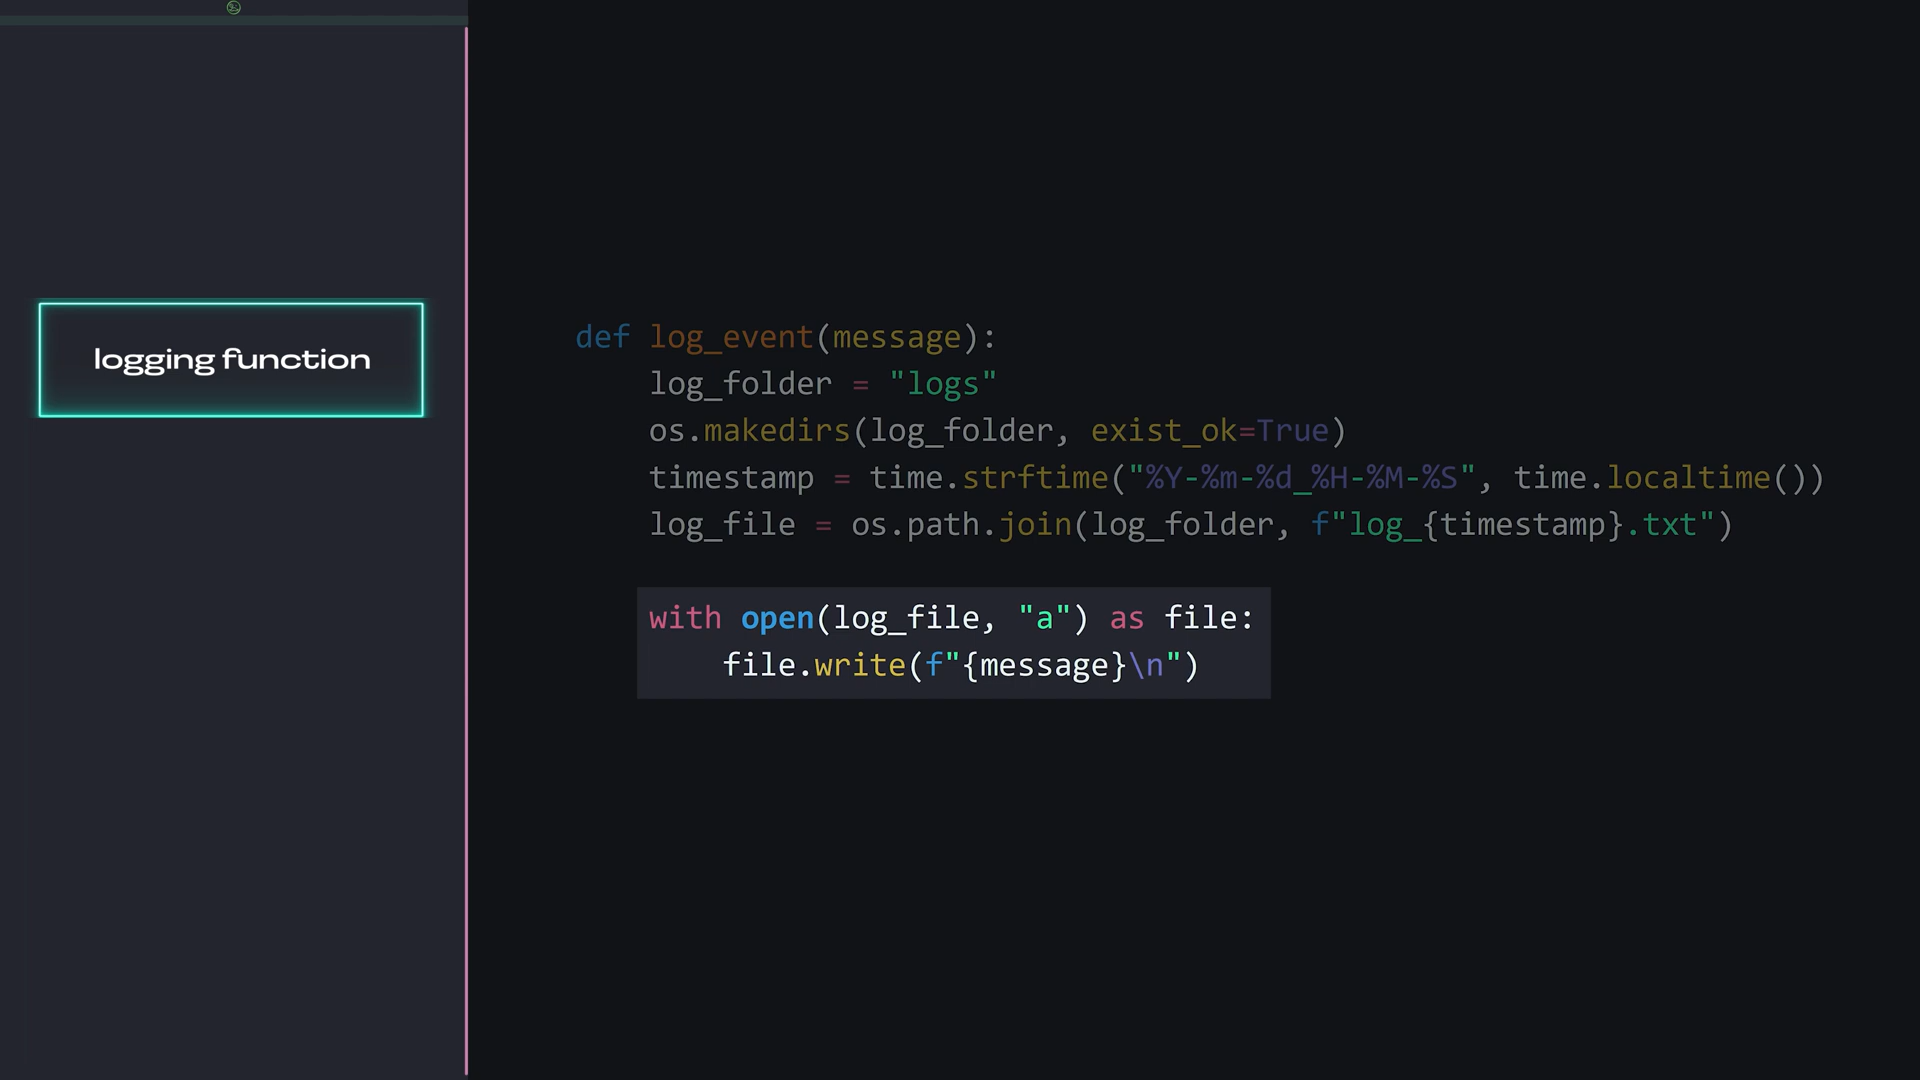 logging function
def log_event(message):
    log_folder = "logs"
    os.makedirs(log_folder, exist_ok=True)
    timestamp = time.strftime("%Y-%m-%d_%H-%M-%S", time.localtime())
    log_file = os.path.join(log_folder, f"log_{timestamp}.txt")
    with open(log_file, "a") as file:
        file.write(f"{message}\n")